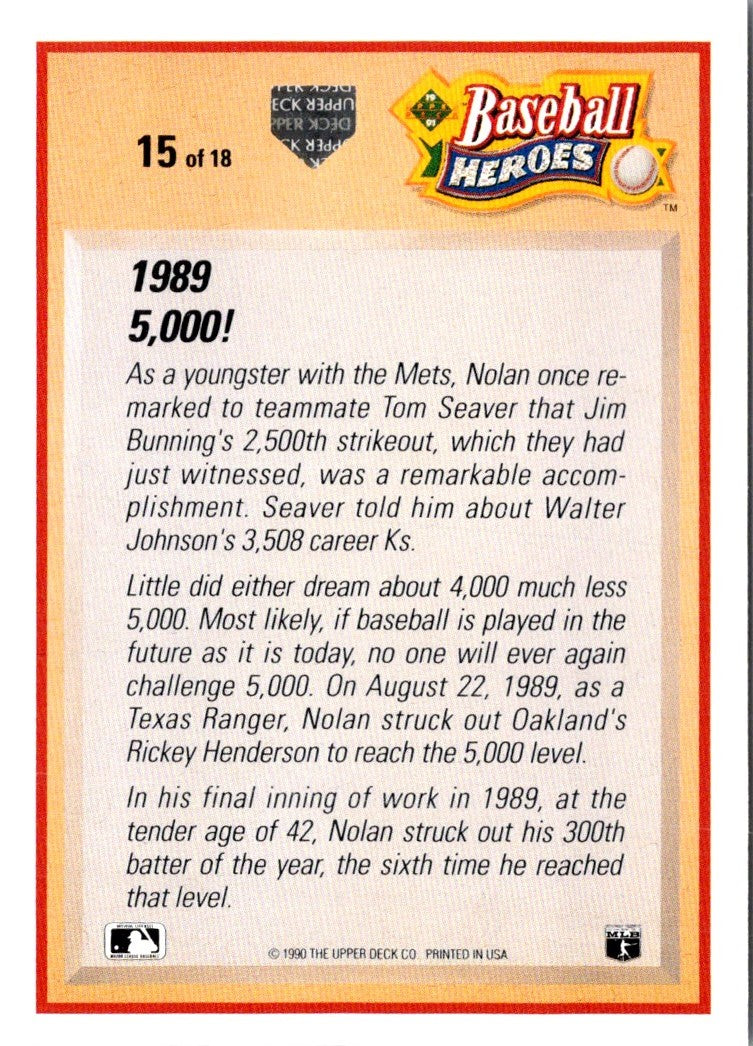 15 of 18
DECK UPPER
UPPER DECK
Baseball
HEROES
19
91
TM
1989
5,000!
As a youngster with the Mets, Nolan once re-
marked to teammate Tom Seaver that Jim
Bunning's 2,500th strikeout, which they had
just witnessed, was a remarkable accom-
plishment. Seaver told him about Walter
Johnson's 3,508 career Ks.
Little did either dream about 4,000 much less
5,000. Most likely, if baseball is played in the
future as it is today, no one will ever again
challenge 5,000. On August 22, 1989, as a
Texas Ranger, Nolan struck out Oakland's
Rickey Henderson to reach the 5,000 level.
In his final inning of work in 1989, at the
tender age of 42, Nolan struck out his 300th
batter of the year, the sixth time he reached
that level.
MAJOR LEAGUE BASEBALL
© 1990 THE UPPER DECK CO. PRINTED IN USA
MLB